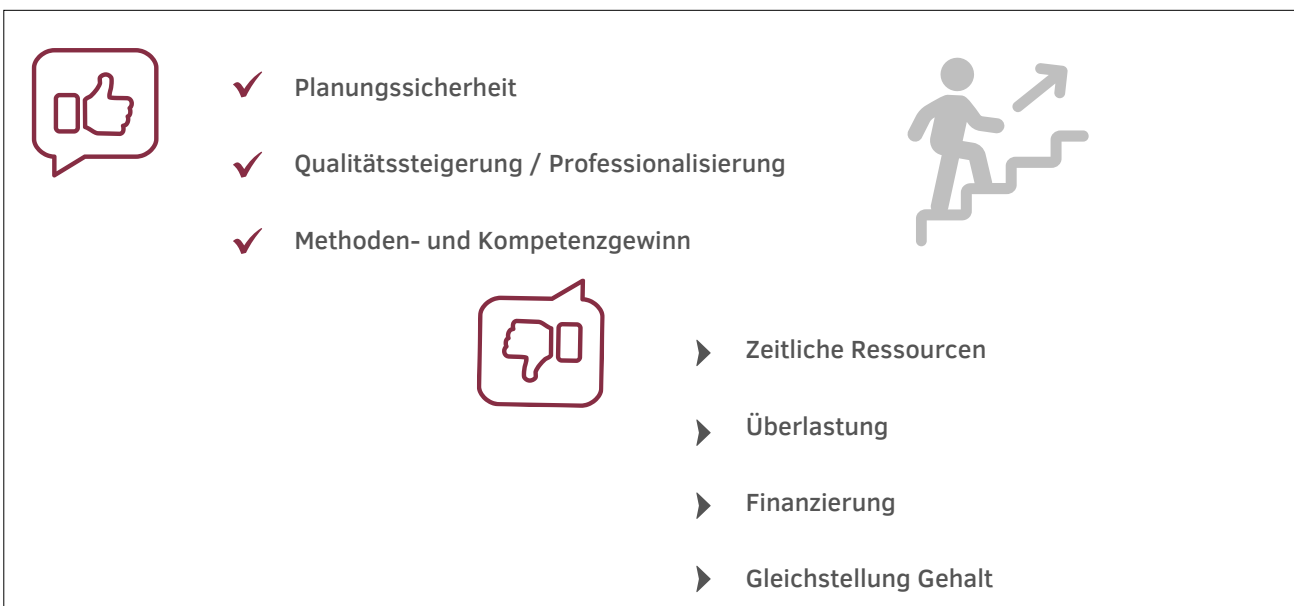 Planungssicherheit
Qualitätssteigerung / Professionalisierung
Methoden- und Kompetenzgewinn
Zeitliche Ressourcen
Überlastung
Finanzierung
Gleichstellung Gehalt